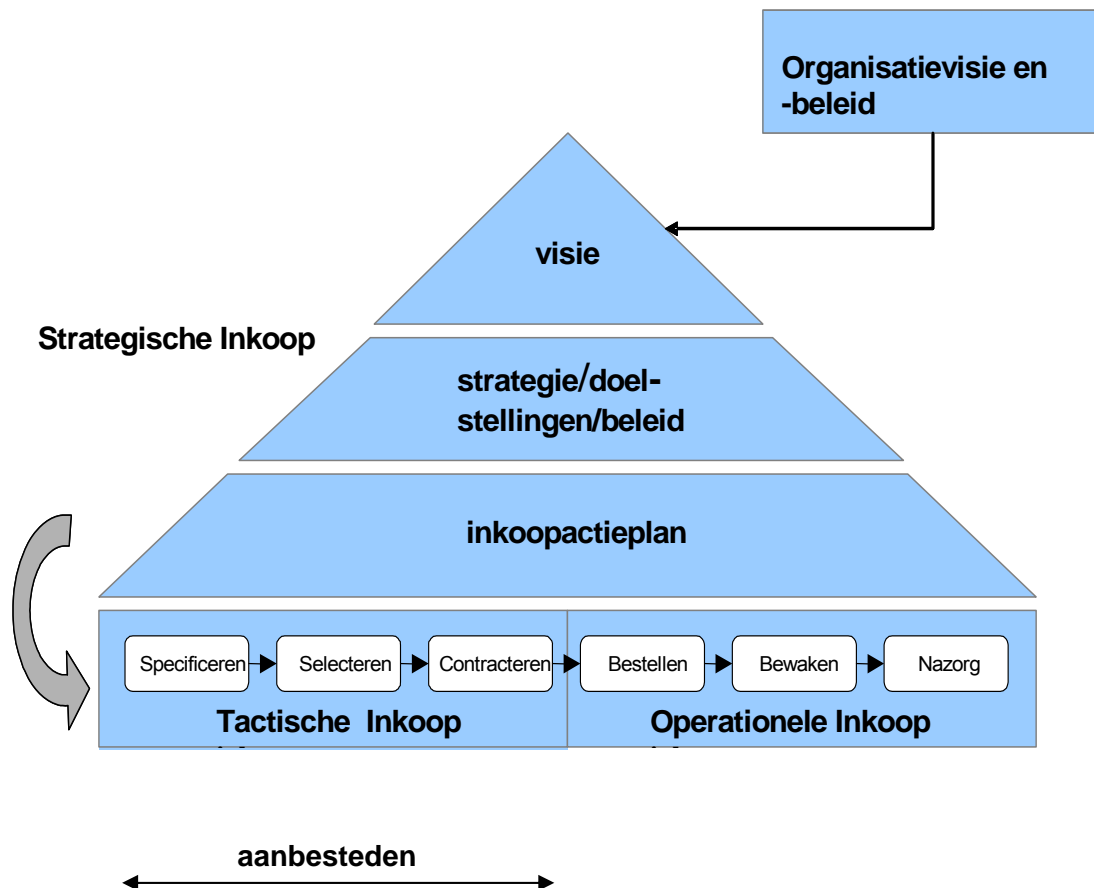 Organisatievisie en
-beleid
visie
Strategische Inkoop
strategie/doel-
stellingen/beleid
inkoopactieplan
Specificeren
Selecteren
Contracteren
Bestellen
Bewaken
Nazorg
Tactische Inkoop
Operationele Inkoop
aanbesteden